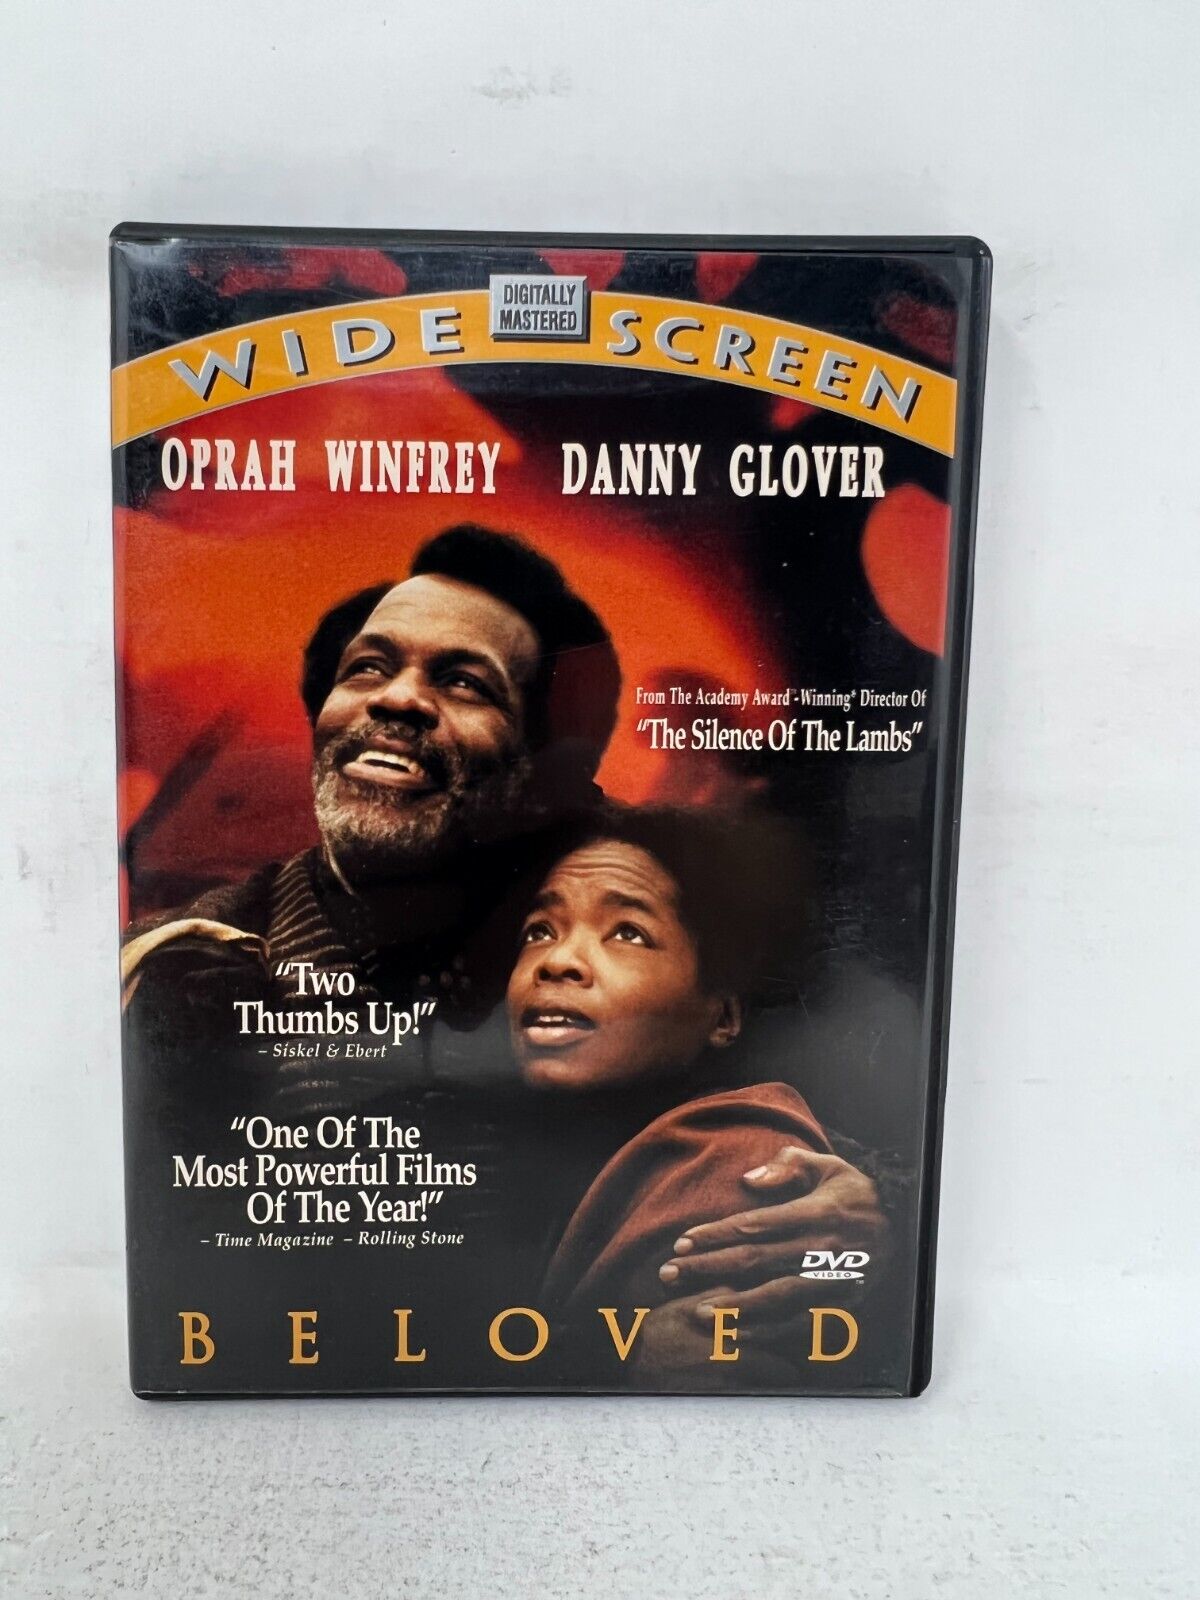 DIGITALLY
MASTERED
WIDE SCREEN
OPRAH WINFREY DANNY GLOVER
From The Academy Award™-Winning® Director Of
"The Silence Of The Lambs"
"Two
Thumbs Up!"
– Siskel & Ebert
"One Of The
Most Powerful Films
Of The Year!"
– Time Magazine – Rolling Stone
DVD
VIDEO
™
BELOVED